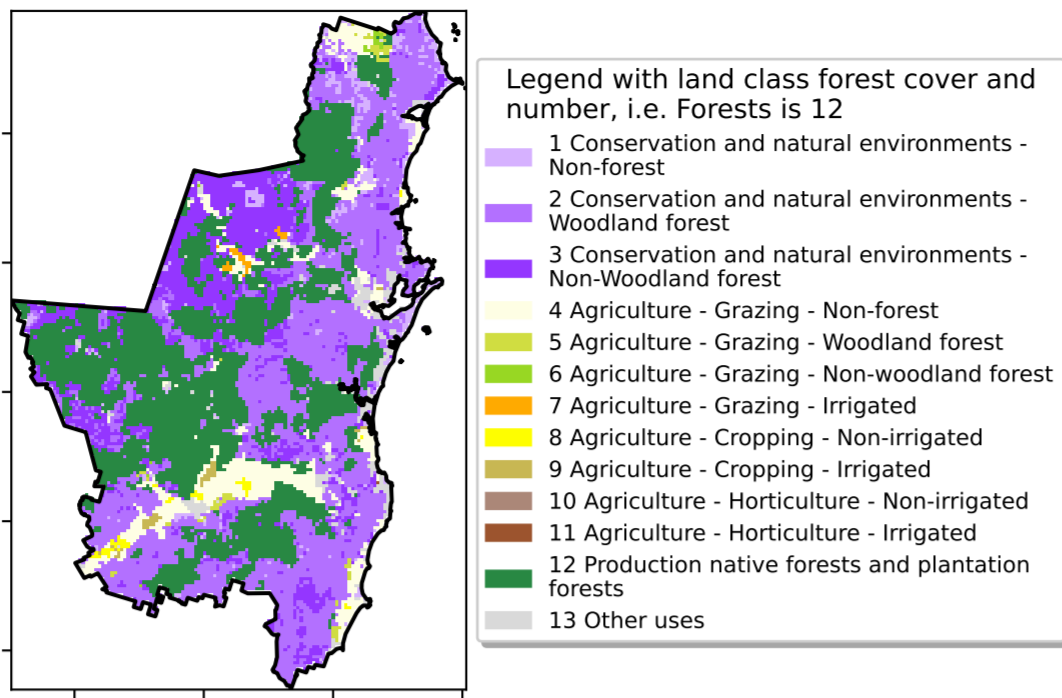 Legend with land class forest cover and
number, i.e. Forests is 12
1 Conservation and natural environments -
Non-forest
2 Conservation and natural environments -
Woodland forest
3 Conservation and natural environments -
Non-Woodland forest
4 Agriculture - Grazing - Non-forest
5 Agriculture - Grazing - Woodland forest
6 Agriculture - Grazing - Non-woodland forest
7 Agriculture - Grazing - Irrigated
8 Agriculture - Cropping - Non-irrigated
9 Agriculture - Cropping - Irrigated
10 Agriculture - Horticulture - Non-irrigated
11 Agriculture - Horticulture - Irrigated
12 Production native forests and plantation
forests
13 Other uses